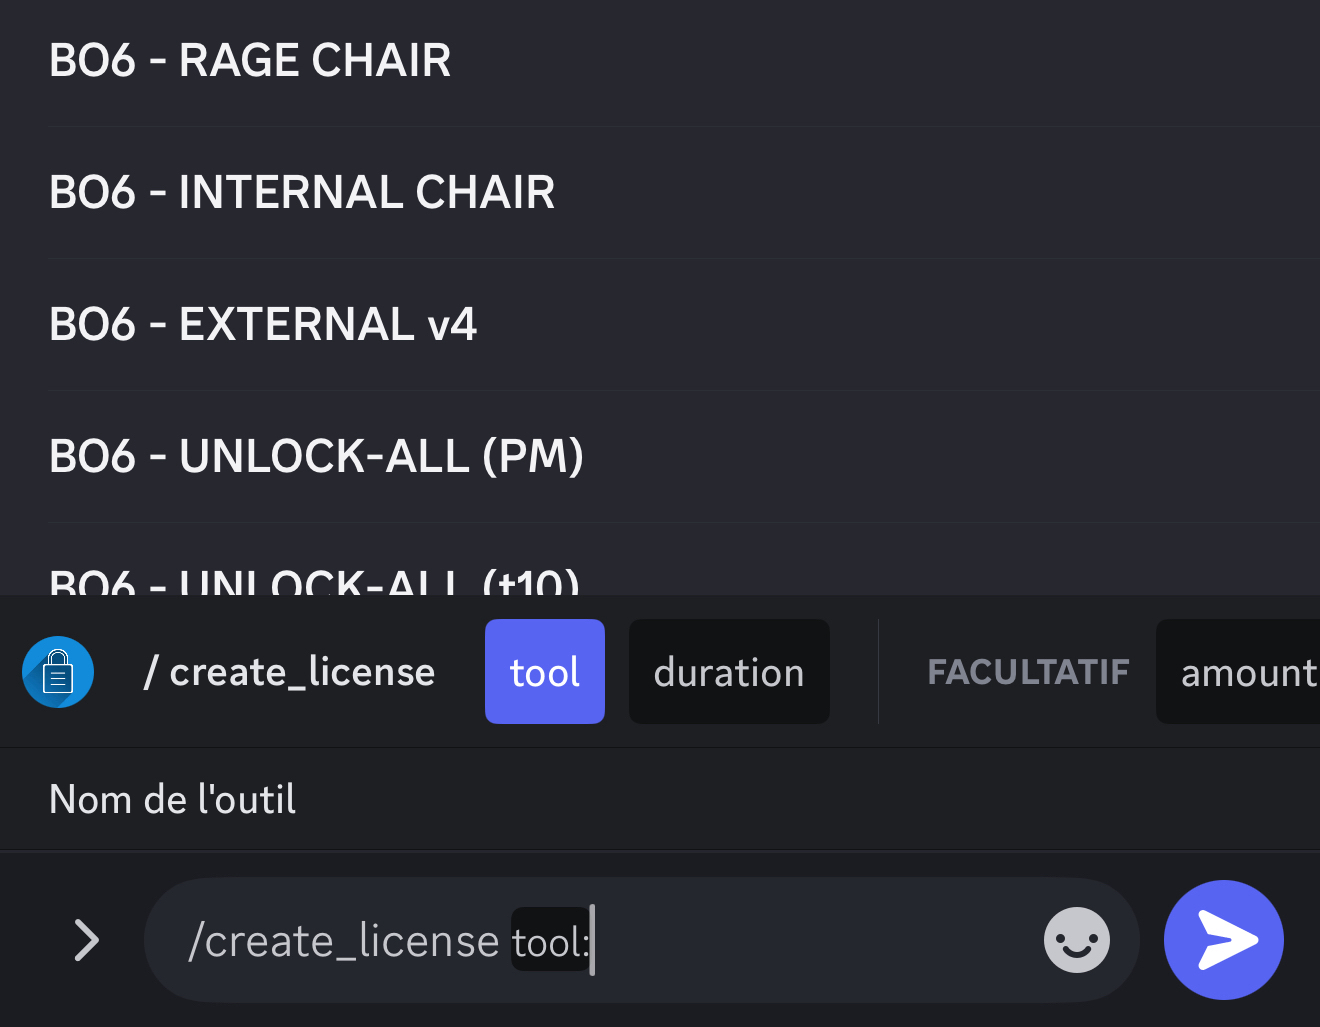 BO6 - RAGE CHAIR
BO6 - INTERNAL CHAIR
BO6 - EXTERNAL v4
BO6 - UNLOCK-ALL (PM)
BO6 - UNLOCK-ALL (t10)
/ create_license tool duration FACULTATIF amount
Nom de l'outil
/create_license tool: